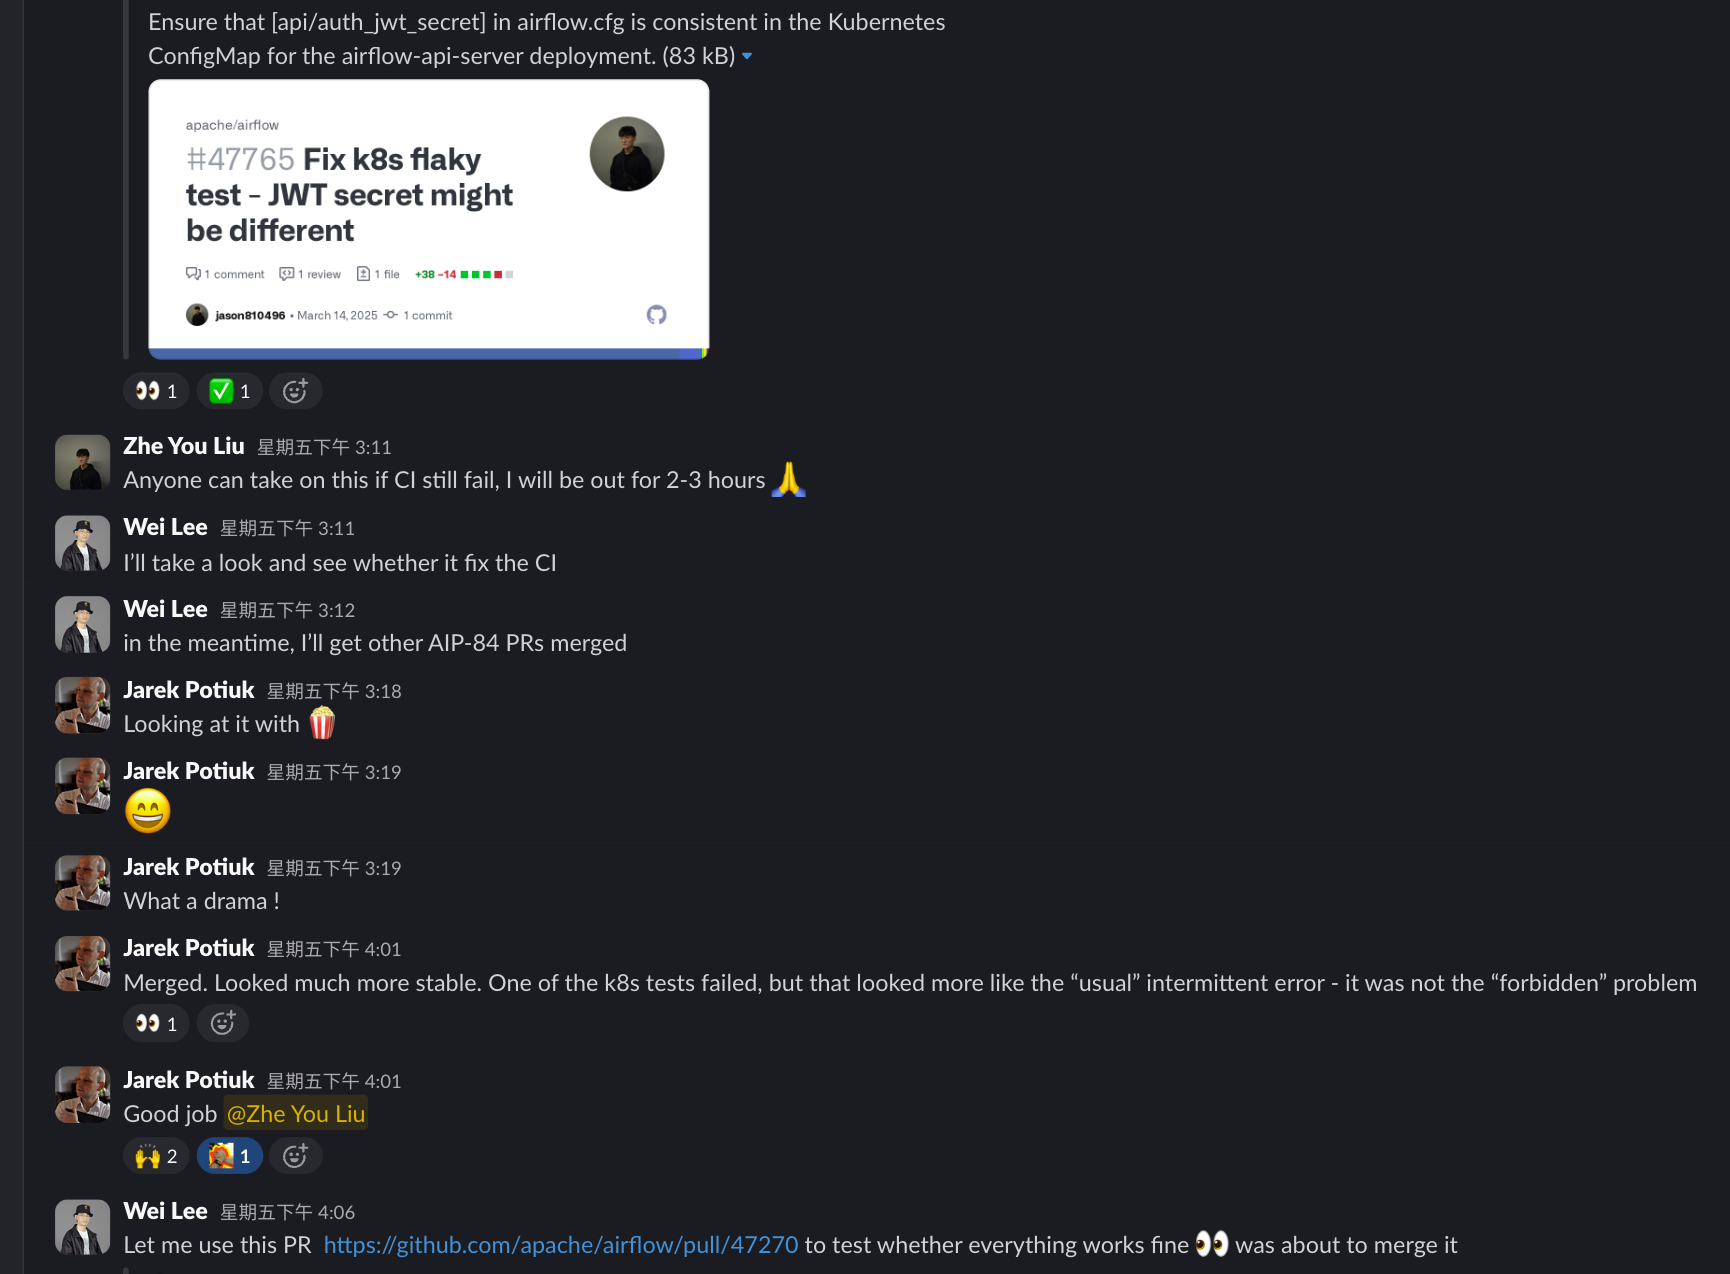 Ensure that [api/auth_jwt_secret] in airflow.cfg is consistent in the Kubernetes
ConfigMap for the airflow-api-server deployment. (83 kB)
apache/airflow
#47765 Fix k8s flaky
test - JWT secret might
be different
1 comment 1 review 1 file +38 -14
jason810496 • March 14, 2025 1 commit
👀 1 ✅ 1
Zhe You Liu 星期五下午 3:11
Anyone can take on this if CI still fail, I will be out for 2-3 hours 🙏
Wei Lee 星期五下午 3:11
I’ll take a look and see whether it fix the CI
Wei Lee 星期五下午 3:12
in the meantime, I’ll get other AIP-84 PRs merged
Jarek Potiuk 星期五下午 3:18
Looking at it with 🍿
Jarek Potiuk 星期五下午 3:19
😄
Jarek Potiuk 星期五下午 3:19
What a drama !
Jarek Potiuk 星期五下午 4:01
Merged. Looked much more stable. One of the k8s tests failed, but that looked more like the “usual” intermittent error - it was not the “forbidden” problem
👀 1
Jarek Potiuk 星期五下午 4:01
Good job @Zhe You Liu
🙌 2 1
Wei Lee 星期五下午 4:06
Let me use this PR https://github.com/apache/airflow/pull/47270 to test whether everything works fine 👀 was about to merge it